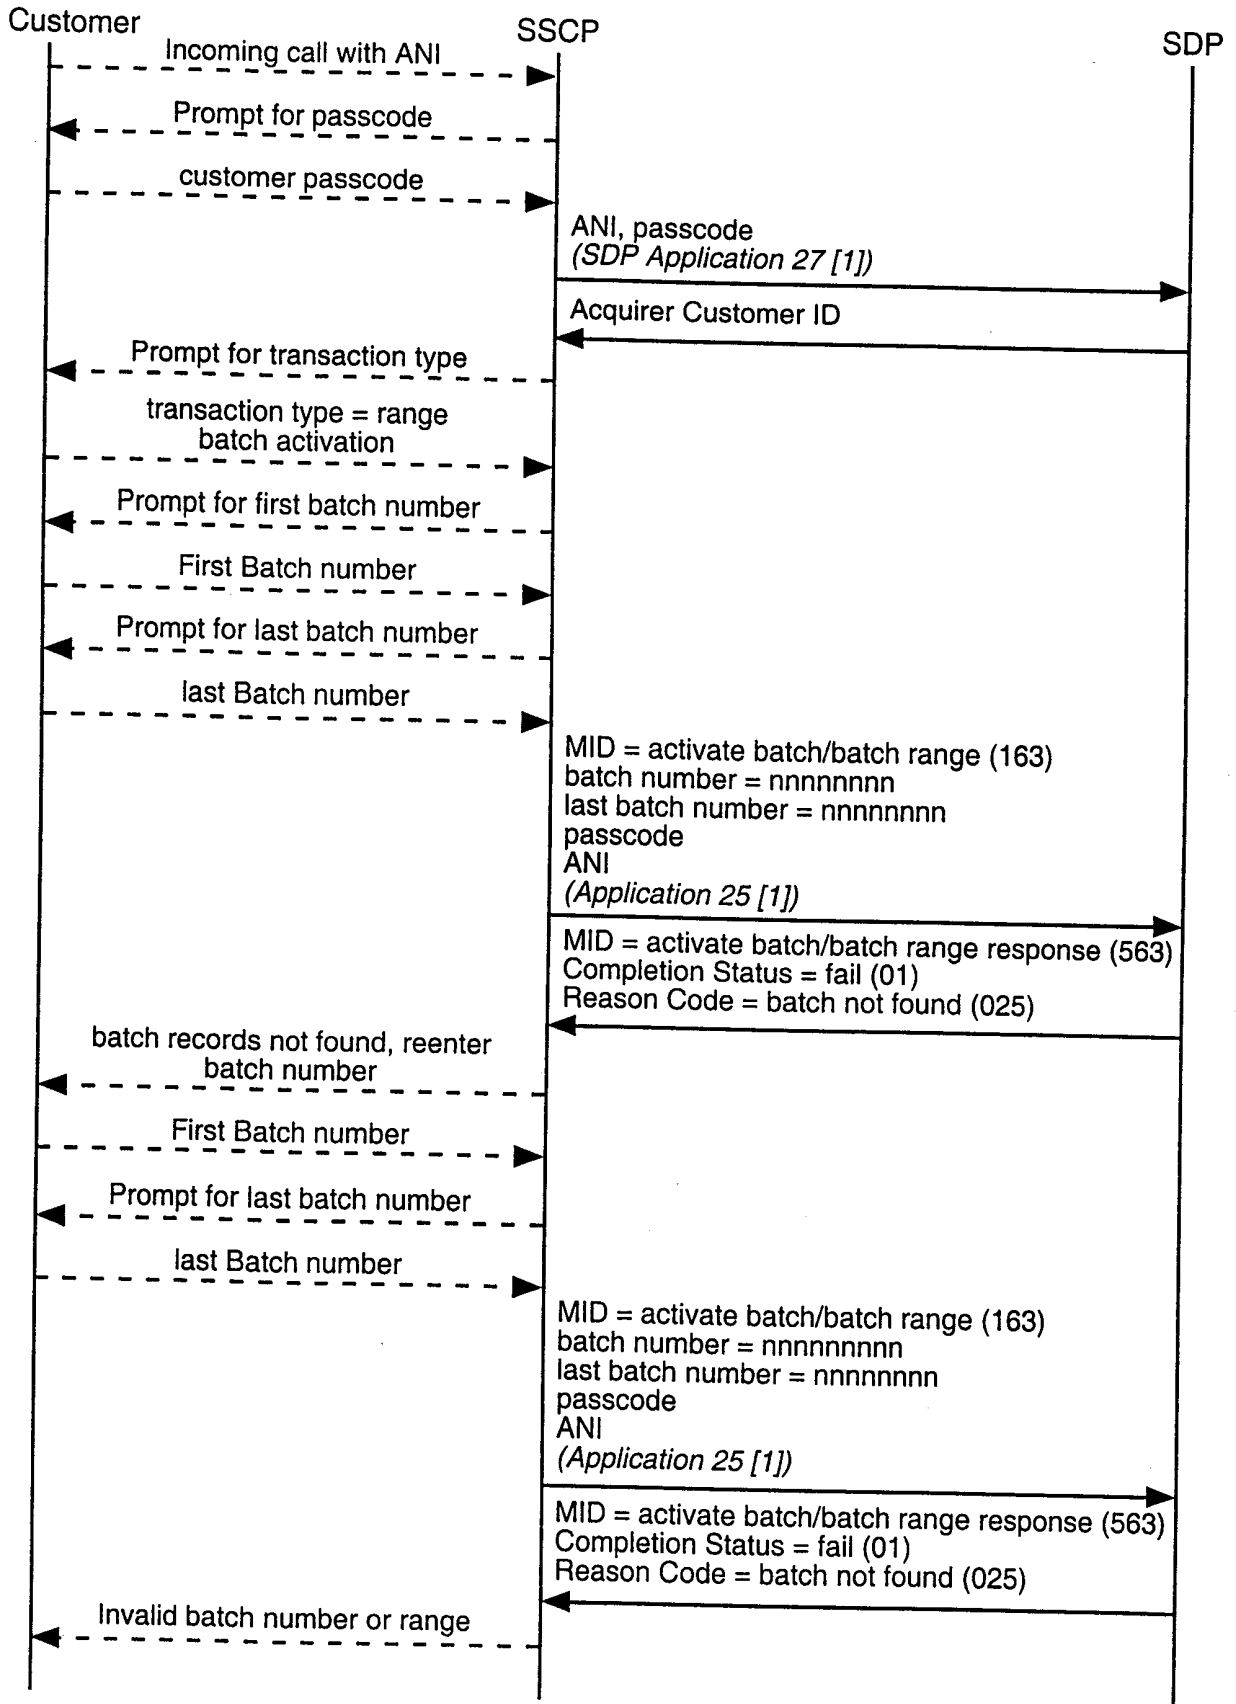 Customer
SSCP
SDP
Incoming call with ANI
Prompt for passcode
customer passcode
ANI, passcode
(SDP Application 27 [1])
Acquirer Customer ID
Prompt for transaction type
transaction type = range
batch activation
Prompt for first batch number
First Batch number
Prompt for last batch number
last Batch number
MID = activate batch/batch range (163)
batch number = nnnnnnnnn
last batch number = nnnnnnnn
passcode
ANI
(Application 25 [1])
MID = activate batch/batch range response (563)
Completion Status = fail (01)
Reason Code = batch not found (025)
batch records not found, reenter
batch number
First Batch number
Prompt for last batch number
last Batch number
MID = activate batch/batch range (163)
batch number = nnnnnnnnnn
last batch number = nnnnnnnn
passcode
ANI
(Application 25 [1])
MID = activate batch/batch range response (563)
Completion Status = fail (01)
Reason Code = batch not found (025)
Invalid batch number or range